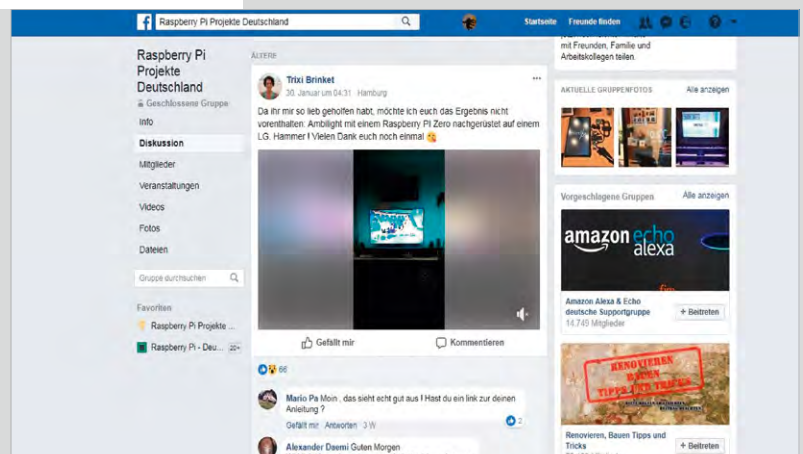 Raspberry Pi Projekte Deutschland
Startseite
Freunde finden
Raspberry Pi
Projekte
Deutschland
Geschlossene Gruppe
Info
Diskussion
Mitglieder
Veranstaltungen
Videos
Fotos
Dateien
Gruppe durchsuchen
Favoriten
Raspberry Pi Projekte ...
Raspberry Pi - Deu... 20+
ÄLTERE
Trixi Brinket
30. Januar um 04:31 · Hamburg
Da ihr mir so lieb geholfen habt, möchte ich euch das Ergebnis nicht
vorenthalten: Ambilight mit einem Raspberry PI Zero nachgerüstet auf einem
LG. Hammer ! Vielen Dank euch noch einmal
Gefällt mir
Kommentieren
66
Mario Pa Moin , das sieht echt gut aus ! Hast du ein link zur deinen
Anleitung ?
Gefällt mir · Antworten · 3 W
2
Alexander Daemi Guten Morgen
mit Freunden, Familie und
Arbeitskollegen teilen.
AKTUELLE GRUPPENFOTOS
Alle anzeigen
Vorgeschlagene Gruppen
Alle anzeigen
amazon echo
alexa
Amazon Alexa & Echo
deutsche Supportgruppe
14.749 Mitglieder
+ Beitreten
RENOVIEREN
BAUEN
TIPPS UND TRICKS
Renovieren, Bauen Tipps und
Tricks
+ Beitreten